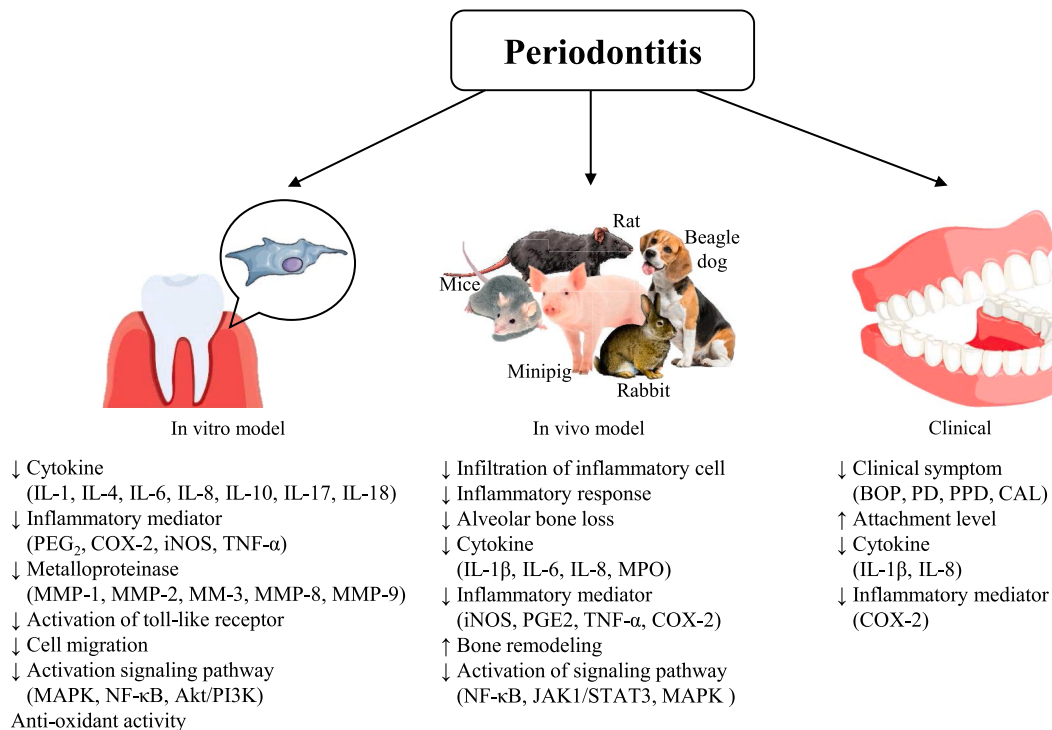 Periodontitis
Rat
Beagle
dog
Mice
Minipig
Rabbit
In vitro model
↓ Cytokine
(IL-1, IL-4, IL-6, IL-8, IL-10, IL-17, IL-18)
↓ Inflammatory mediator
(PEG₂, COX-2, iNOS, TNF-α)
↓ Metalloproteinase
(MMP-1, MMP-2, MM-3, MMP-8, MMP-9)
↓ Activation of toll-like receptor
↓ Cell migration
↓ Activation signaling pathway
(MAPK, NF-κB, Akt/PI3K)
Anti-oxidant activity
In vivo model
↓ Infiltration of inflammatory cell
↓ Inflammatory response
↓ Alveolar bone loss
↓ Cytokine
(IL-1β, IL-6, IL-8, MPO)
↓ Inflammatory mediator
(iNOS, PGE2, TNF-α, COX-2)
↑ Bone remodeling
↓ Activation of signaling pathway
(NF-κB, JAK1/STAT3, MAPK )
Clinical
↓ Clinical symptom
(BOP, PD, PPD, CAL)
↑ Attachment level
↓ Cytokine
(IL-1β, IL-8)
↓ Inflammatory mediator
(COX-2)